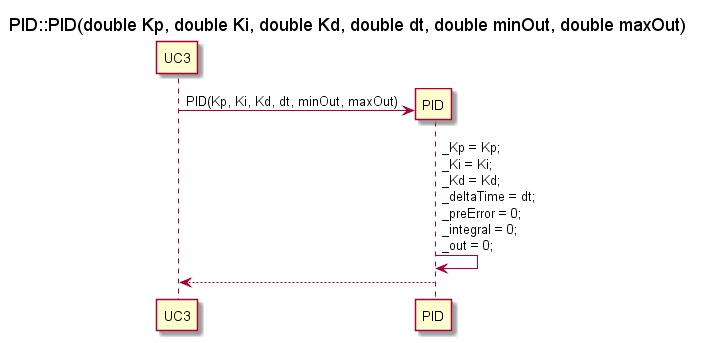 PID::PID(double Kp, double Ki, double Kd, double dt, double minOut, double maxOut)
UC3
PID(Kp, Ki, Kd, dt, minOut, maxOut)
PID
_Kp = Kp;
_Ki = Ki;
_Kd = Kd;
_deltaTime = dt;
_preError = 0;
_integral = 0;
_out = 0;
UC3
PID